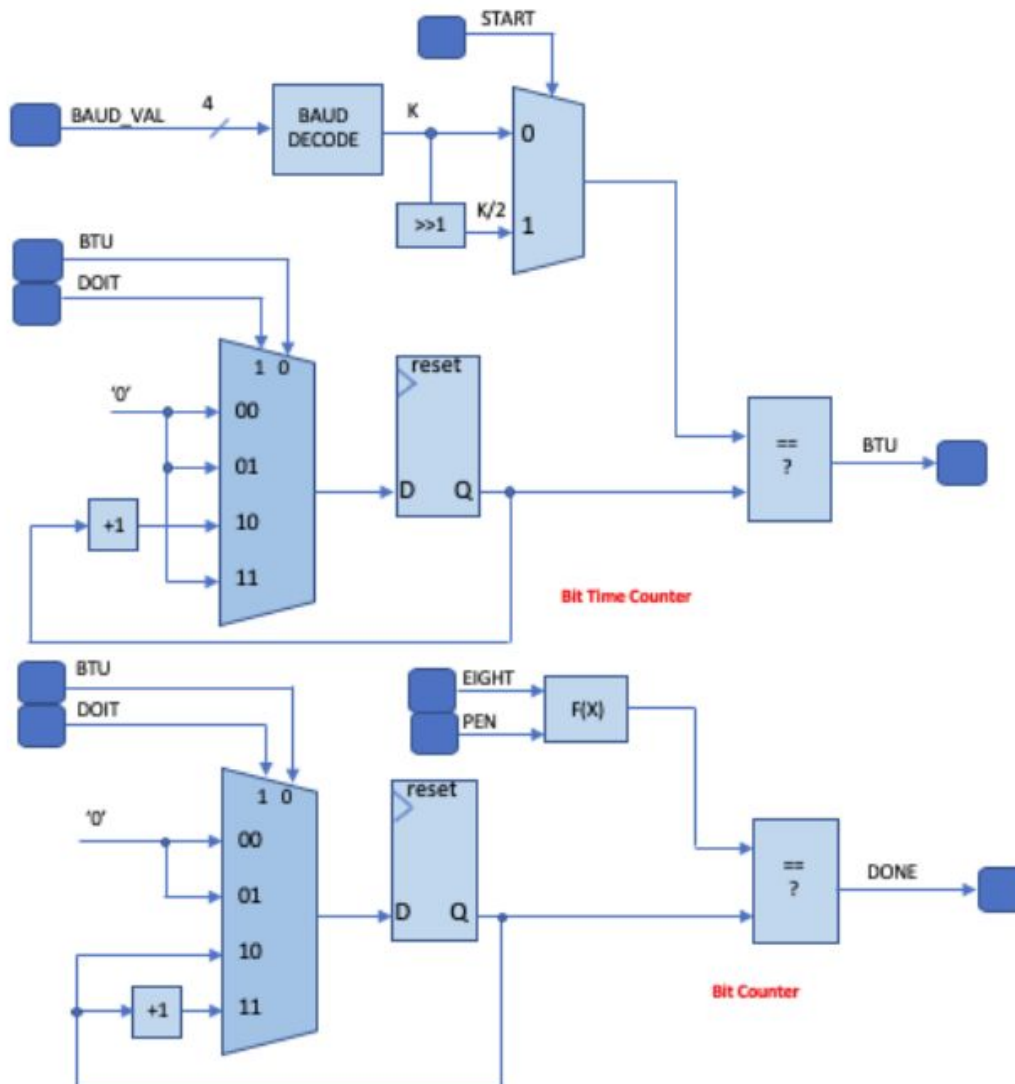 START
BAUD_VAL
4
BAUD
DECODE
K
0
>>1
K/2
1
BTU
DOIT
1 0
reset
'0'
00
01
+1
10
11
D Q
==
?
BTU
Bit Time Counter
BTU
DOIT
EIGHT
PEN
F(X)
1 0
reset
'0'
00
01
10
+1
11
D Q
==
?
DONE
Bit Counter